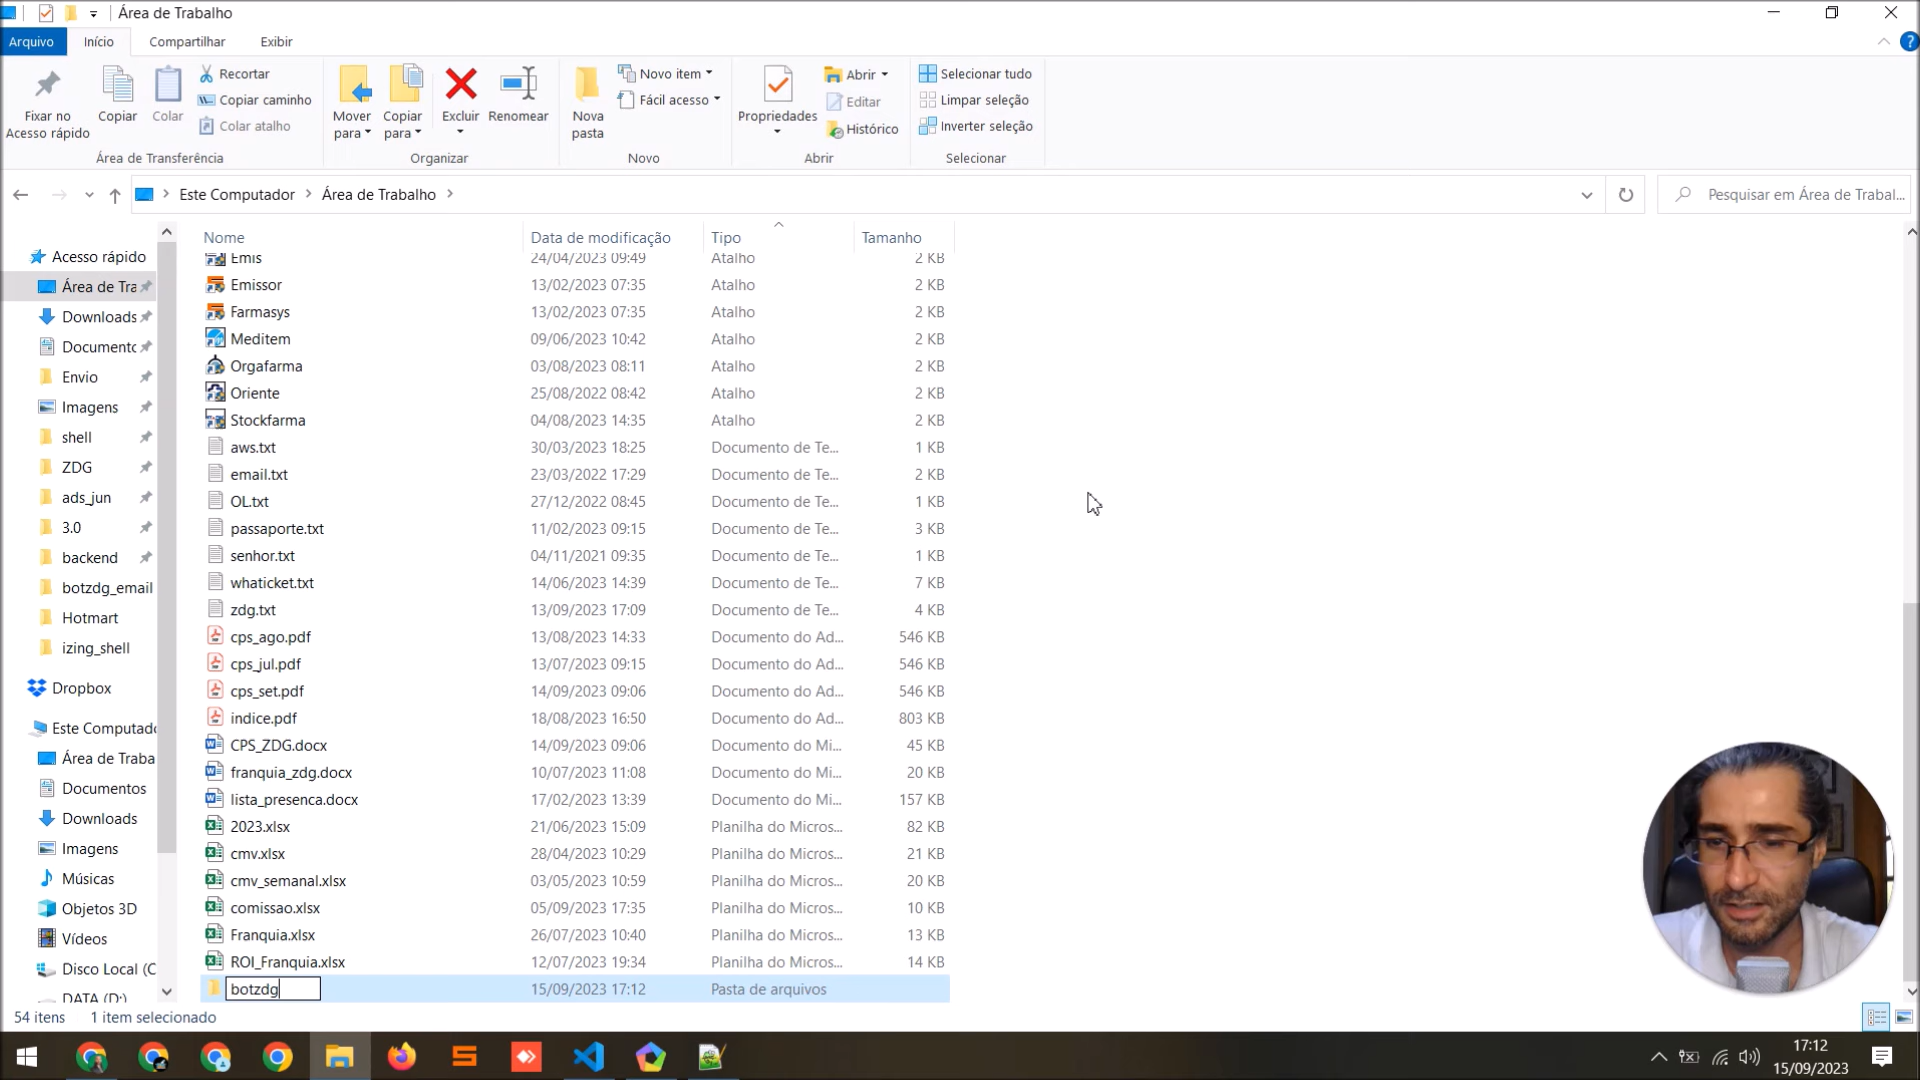 Área de Trabalho
Arquivo Início Compartilhar Exibir
?
Fixar no
Acesso rápido
Copiar
Colar
Recortar
Copiar caminho
Colar atalho
Área de Transferência
Mover
para
Copiar
para
Excluir
Renomear
Organizar
Nova
pasta
Novo item
Fácil acesso
Novo
Propriedades
Abrir
Editar
Histórico
Abrir
Selecionar tudo
Limpar seleção
Inverter seleção
Selecionar
Este Computador > Área de Trabalho >
Pesquisar em Área de Trabal...
Acesso rápido
Área de Tra
Downloads
Documento
Envio
Imagens
shell
ZDG
ads_jun
3.0
backend
botzdg_email
Hotmart
izing_shell
Dropbox
Este Computado
Área de Traba
Documentos
Downloads
Imagens
Músicas
Objetos 3D
Vídeos
Disco Local (C
DATA (D:)
Nome Data de modificação Tipo Tamanho
Emis 24/04/2023 09:49 Atalho 2 KB
Emissor 13/02/2023 07:35 Atalho 2 KB
Farmasys 13/02/2023 07:35 Atalho 2 KB
Meditem 09/06/2023 10:42 Atalho 2 KB
Orgafarma 03/08/2023 08:11 Atalho 2 KB
Oriente 25/08/2022 08:42 Atalho 2 KB
Stockfarma 04/08/2023 14:35 Atalho 2 KB
aws.txt 30/03/2023 18:25 Documento de Te... 1 KB
email.txt 23/03/2022 17:29 Documento de Te... 2 KB
OL.txt 27/12/2022 08:45 Documento de Te... 1 KB
passaporte.txt 11/02/2023 09:15 Documento de Te... 3 KB
senhor.txt 04/11/2021 09:35 Documento de Te... 1 KB
whaticket.txt 14/06/2023 14:39 Documento de Te... 7 KB
zdg.txt 13/09/2023 17:09 Documento de Te... 4 KB
cps_ago.pdf 13/08/2023 14:33 Documento do Ad... 546 KB
cps_jul.pdf 13/07/2023 09:15 Documento do Ad... 546 KB
cps_set.pdf 14/09/2023 09:06 Documento do Ad... 546 KB
indice.pdf 18/08/2023 16:50 Documento do Ad... 803 KB
CPS_ZDG.docx 14/09/2023 09:06 Documento do Mi... 45 KB
franquia_zdg.docx 10/07/2023 11:08 Documento do Mi... 20 KB
lista_presenca.docx 17/02/2023 13:39 Documento do Mi... 157 KB
2023.xlsx 21/06/2023 15:09 Planilha do Micros... 82 KB
cmv.xlsx 28/04/2023 10:29 Planilha do Micros... 21 KB
cmv_semanal.xlsx 03/05/2023 10:59 Planilha do Micros... 20 KB
comissao.xlsx 05/09/2023 17:35 Planilha do Micros... 10 KB
Franquia.xlsx 26/07/2023 10:40 Planilha do Micros... 13 KB
ROI_Franquia.xlsx 12/07/2023 19:34 Planilha do Micros... 14 KB
botzdg 15/09/2023 17:12 Pasta de arquivos
54 itens 1 item selecionado
17:12
15/09/2023